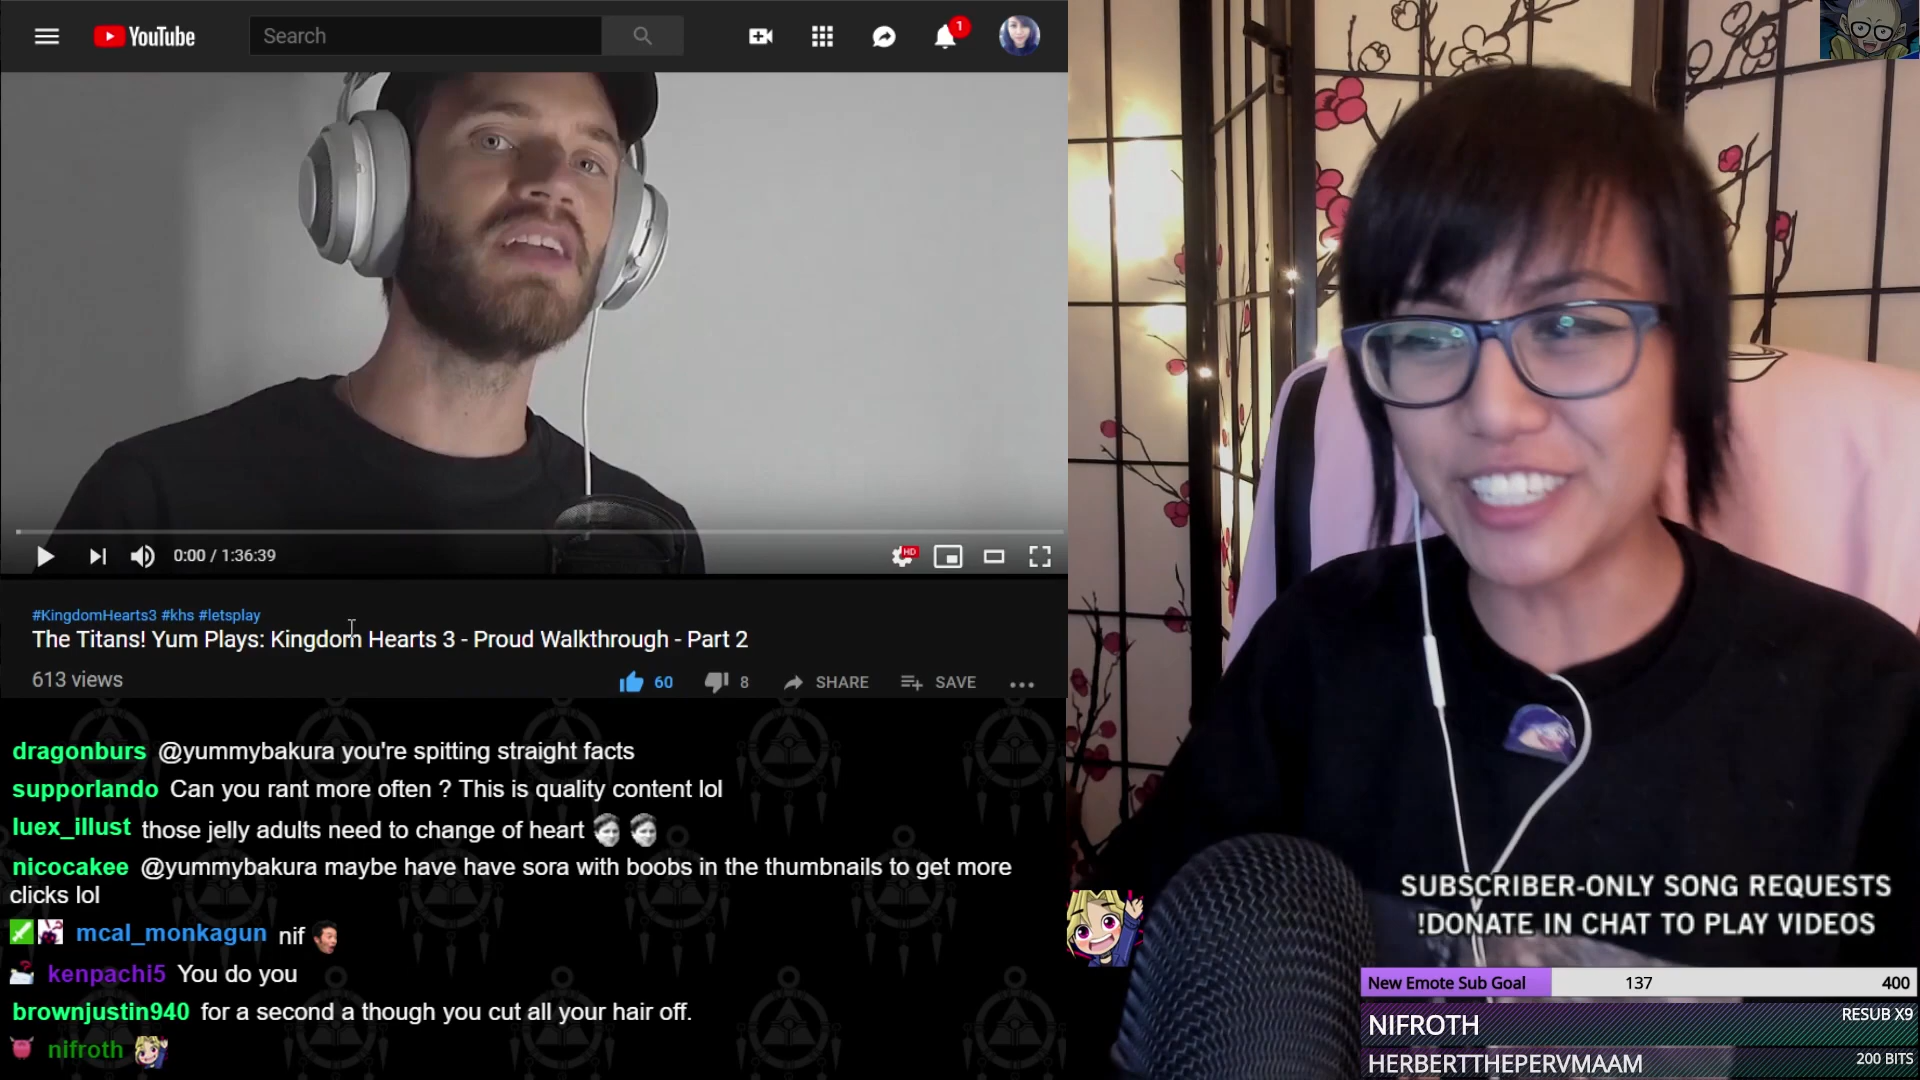 YouTube
Search
1
0:00 / 1:36:39
HD
#KingdomHearts3 #khs #letsplay
The Titans! Yum Plays: Kingdom Hearts 3 - Proud Walkthrough - Part 2
613 views
60
8
SHARE
SAVE
dragonburs @yummybakura you're spitting straight facts
supporlando Can you rant more often ? This is quality content lol
luex_illust those jelly adults need to change of heart
nicocakee @yummybakura maybe have have sora with boobs in the thumbnails to get more
clicks lol
mcal_monkagun nif
kenpachi5 You do you
brownjustin940 for a second a though you cut all your hair off.
nifroth
SUBSCRIBER-ONLY SONG REQUESTS
!DONATE IN CHAT TO PLAY VIDEOS
New Emote Sub Goal 137 400
NIFROTH RESUB X9
HERBERTTHEPERVMAAM 200 BITS